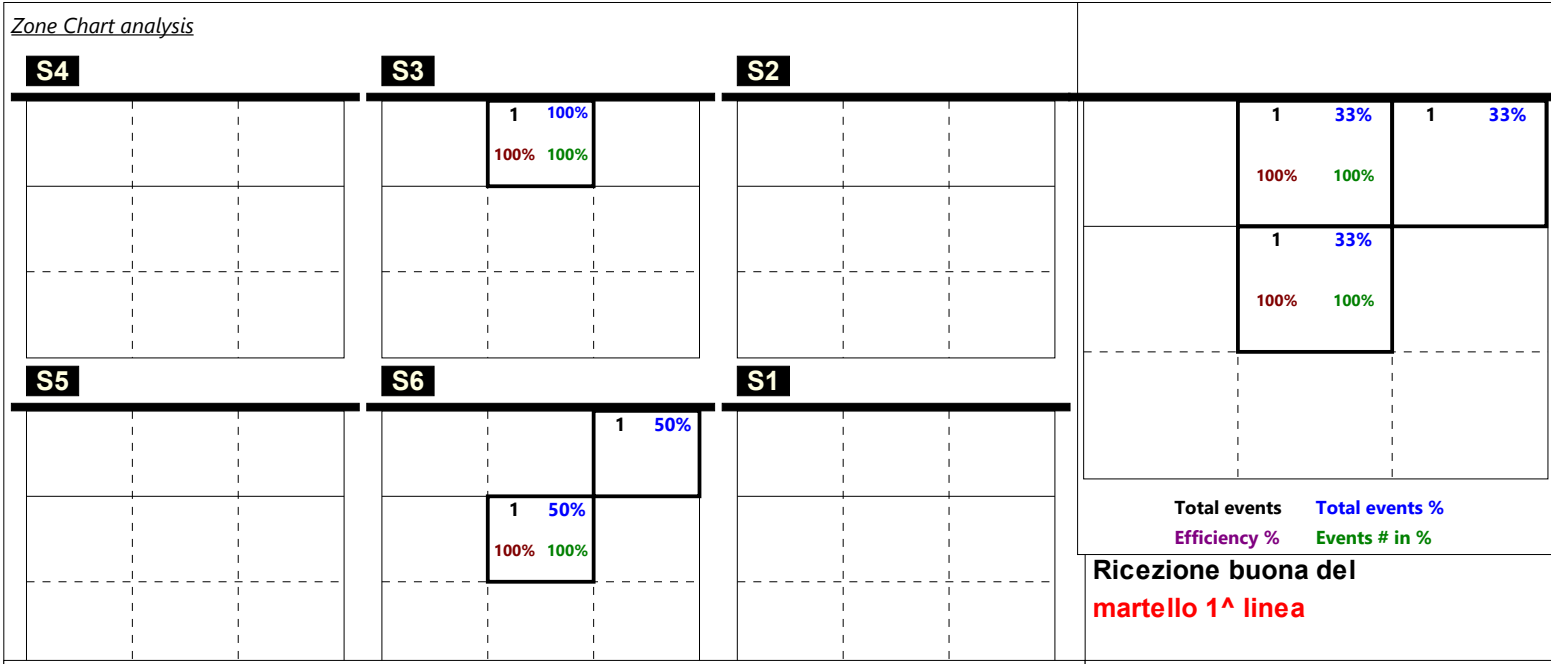 Zone Chart analysis
S4 S3 S2
1 100% 1 33% 1 33%
100% 100%
100% 100%
1 33%
100% 100%
S5 S6 S1
1 50%
1 50%
100% 100%
Total events Total events %
Efficiency % Events # in %
Ricezione buona del
martello 1^ linea